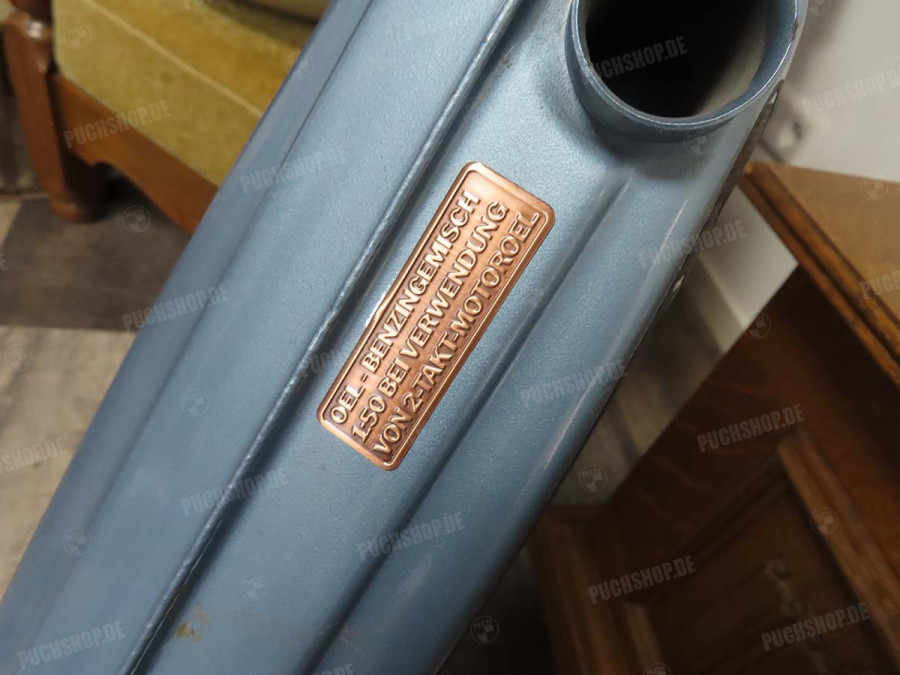 OEL - BENZINGEMISCH
1:50 BEI VERWENDUNG
VON 2-TAKT-MOTOROEL
PUCHSHOP.DE